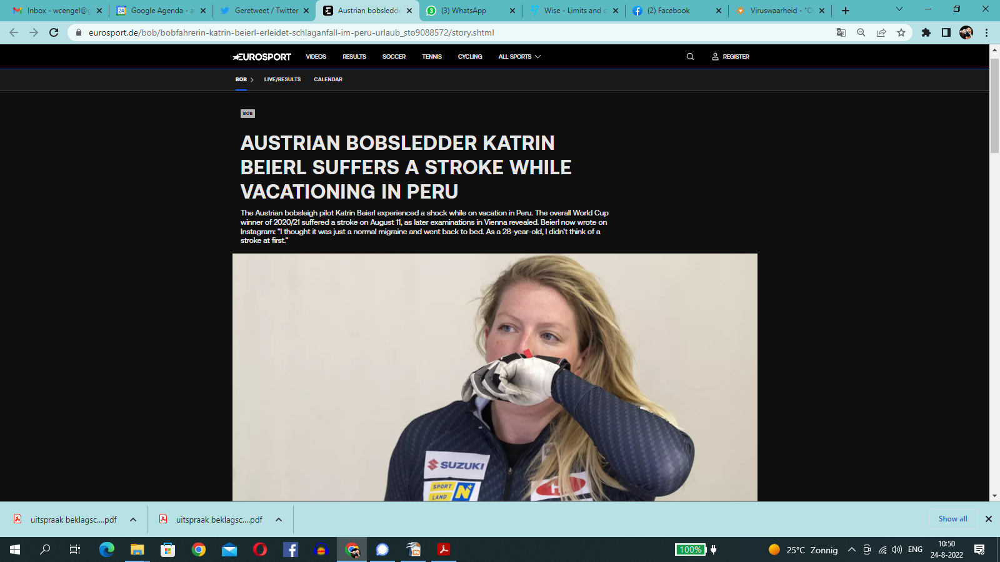 Inbox - wcengel@g
Google Agenda - a
Geretweet / Twitter
Austrian bobsledde
(3) WhatsApp
Wise - Limits and c
(2) Facebook
Viruswaarheid - "O
eurosport.de/bob/bobfahrerin-katrin-beierl-erleidet-schlaganfall-im-peru-urlaub_sto9088572/story.shtml
EUROSPORT VIDEOS RESULTS SOCCER TENNIS CYCLING ALL SPORTS REGISTER
BOB LIVE/RESULTS CALENDAR
BOB
AUSTRIAN BOBSLEDDER KATRIN
BEIERL SUFFERS A STROKE WHILE
VACATIONING IN PERU
The Austrian bobsleigh pilot Katrin Beierl experienced a shock while on vacation in Peru. The overall World Cup
winner of 2020/21 suffered a stroke on August 11, as later examinations in Vienna revealed. Beierl now wrote on
Instagram: "I thought it was just a normal migraine and went back to bed. As a 28-year-old, I didn't think of a
stroke at first."
SUZUKI
SPORT
LAND
N
uitspraak beklagsc....pdf
uitspraak beklagsc....pdf
Show all
100%
25°C Zonnig
ENG
10:50
24-8-2022